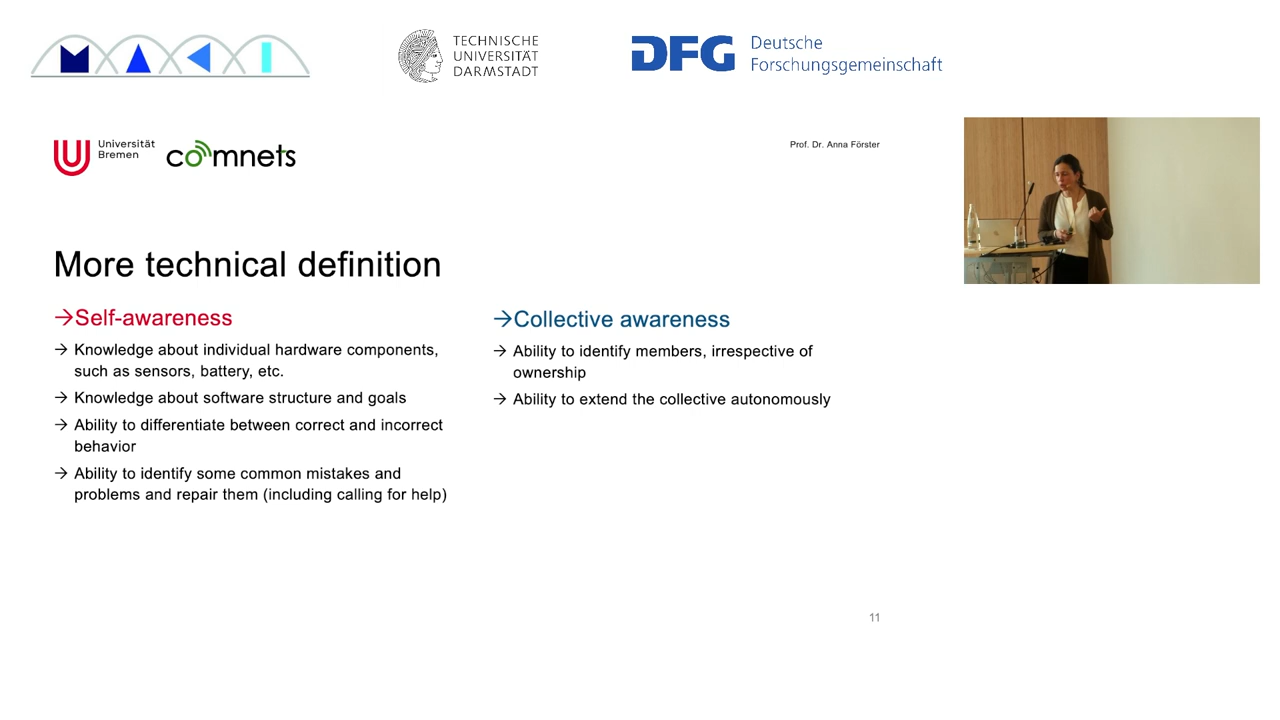 MAKI
TECHNISCHE
UNIVERSITÄT
DARMSTADT
DFG
Deutsche
Forschungsgemeinschaft
Universität
Bremen
comnets
Prof. Dr. Anna Förster
More technical definition
→Self-awareness
→ Knowledge about individual hardware components,
such as sensors, battery, etc.
→ Knowledge about software structure and goals
→ Ability to differentiate between correct and incorrect
behavior
→ Ability to identify some common mistakes and
problems and repair them (including calling for help)
→Collective awareness
→ Ability to identify members, irrespective of
ownership
→ Ability to extend the collective autonomously
11